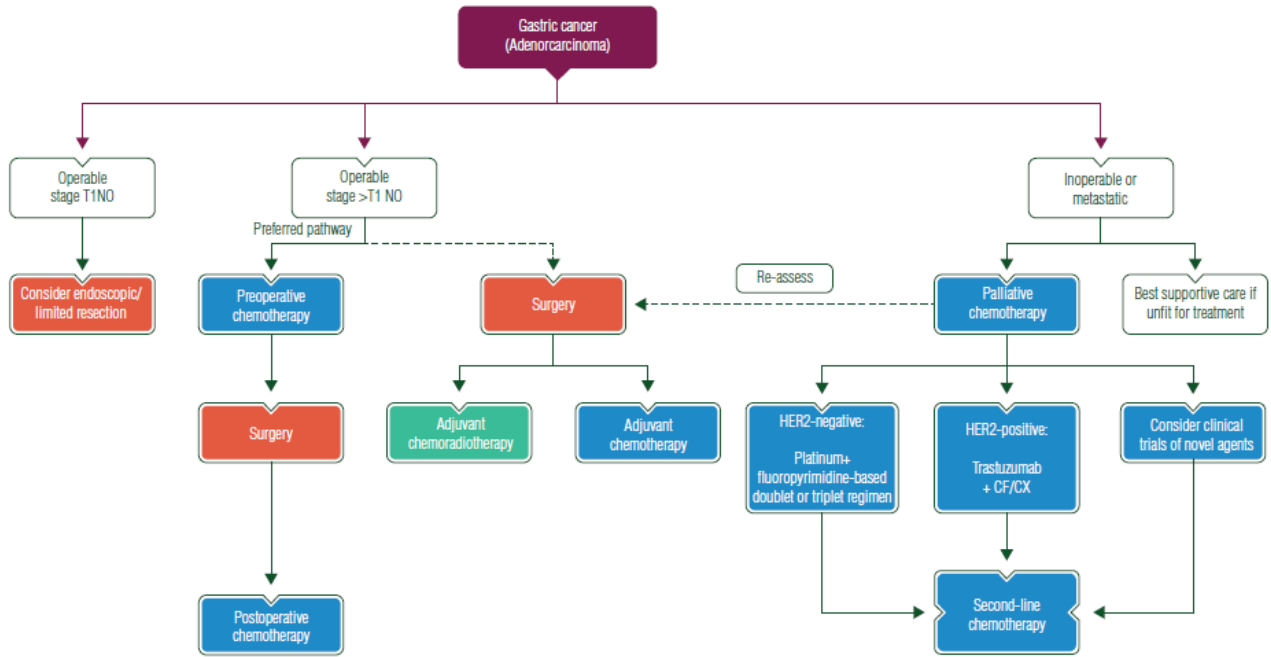 Gastric cancer
(Adenorcarcinoma)
Operable
stage T1NO
Operable
stage >T1 NO
Inoperable or
metastatic
Preferred pathway
Consider endoscopic/
limited resection
Preoperative
chemotherapy
Surgery
Re-assess
Palliative
chemotherapy
Best supportive care if
unfit for treatment
Surgery
Adjuvant
chemoradiotherapy
Adjuvant
chemotherapy
HER2-negative:
Platinum+
fluoropyrimidine-based
doublet or triplet regimen
HER2-positive:
Trastuzumab
+ CF/CX
Consider clinical
trials of novel agents
Postoperative
chemotherapy
Second-line
chemotherapy